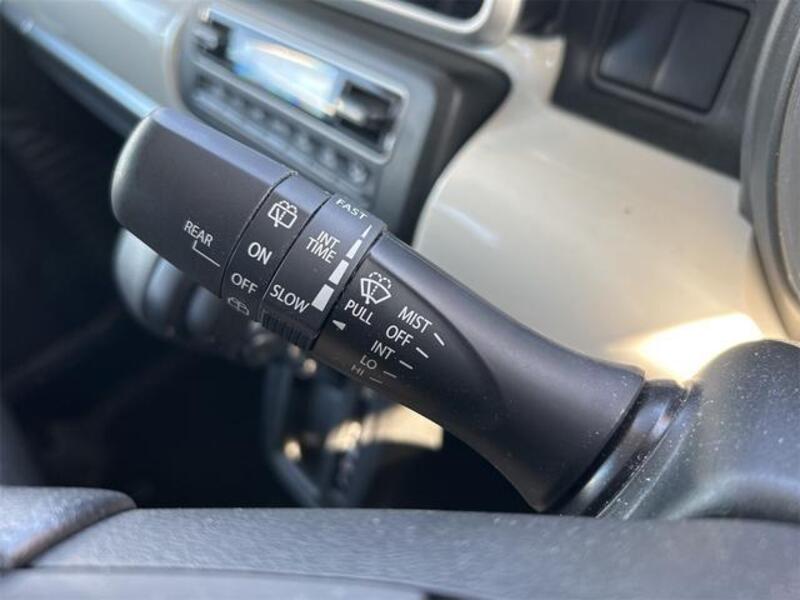 REAR
ON
OFF
FAST
INT
TIME
SLOW
PULL
MIST
OFF
INT
LO
HI